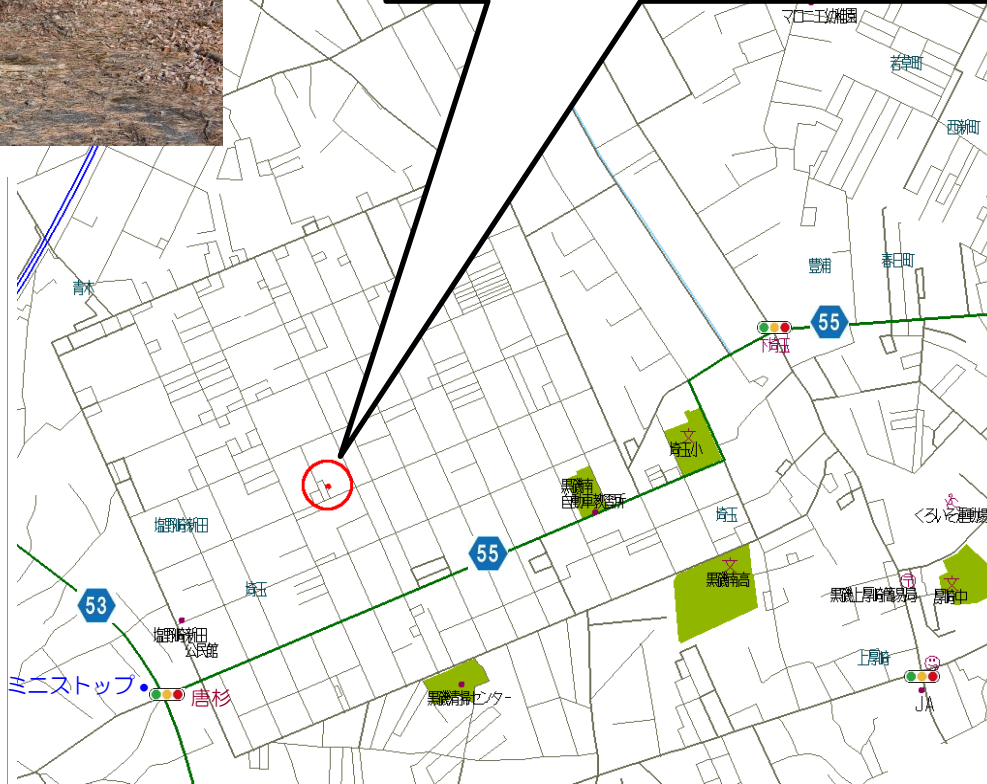 マロニエ幼稚園
若草町
西新町
豊浦
春日町
青木
55
下埼玉
埼玉小
黒磯南
自動車教習所
埼玉
くろいそ運動場
塩野崎新田
55
黒磯南高
埼玉
黒磯上厚崎簡易局
厚崎中
53
塩野崎新田
公民館
上厚崎
ミニストップ
唐杉
黒磯清掃センター
JA